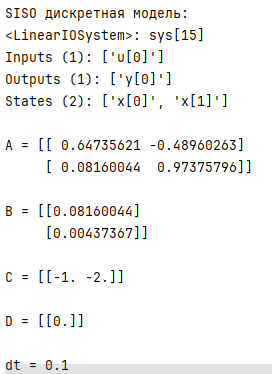 SISO дискретная модель:
<LinearIOSystem>: sys[15]
Inputs (1): ['u[0]']
Outputs (1): ['y[0]']
States (2): ['x[0]', 'x[1]']
A = [[ 0.64735621 -0.48960263]
[ 0.08160044  0.97375796]]
B = [[0.08160044]
[0.00437367]]
C = [[-1. -2.]]
D = [[0.]]
dt = 0.1